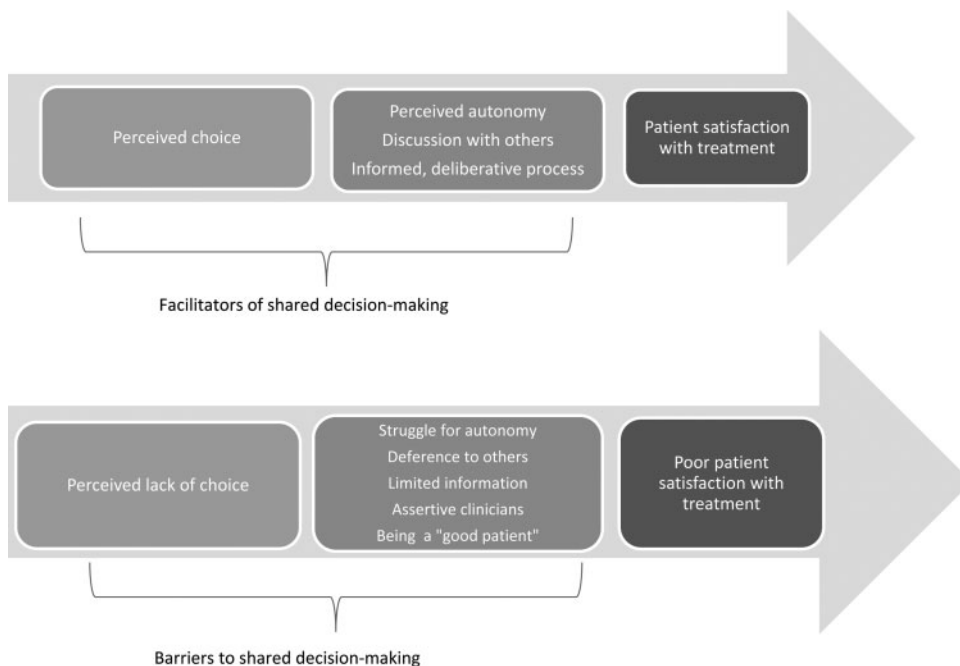 Perceived choice
Perceived autonomy
Discussion with others
Informed, deliberative process
Patient satisfaction
with treatment
Facilitators of shared decision-making
Perceived lack of choice
Struggle for autonomy
Deference to others
Limited information
Assertive clinicians
Being a "good patient"
Poor patient
satisfaction with
treatment
Barriers to shared decision-making